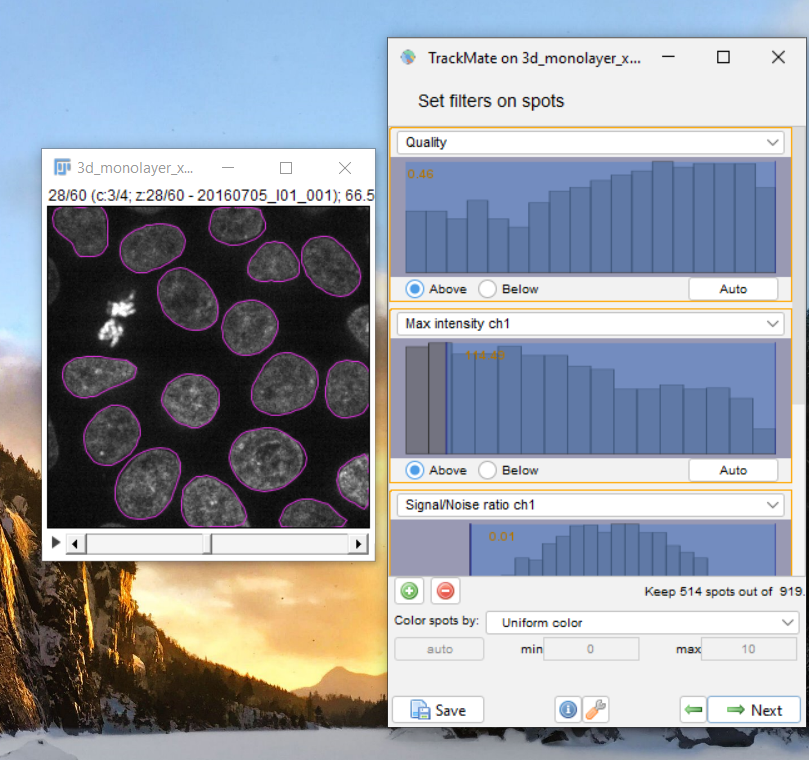 3d_monolayer_x...
28/60 (c:3/4; z:28/60 - 20160705_I01_001); 66.5
TrackMate on 3d_monolayer_x...
Set filters on spots
Quality
0.46
Above
Below
Auto
Max intensity ch1
Above
Below
Auto
Signal/Noise ratio ch1
0.01
Keep 514 spots out of 919.
Color spots by:
Uniform color
auto
min
0
max
10
Save
Next